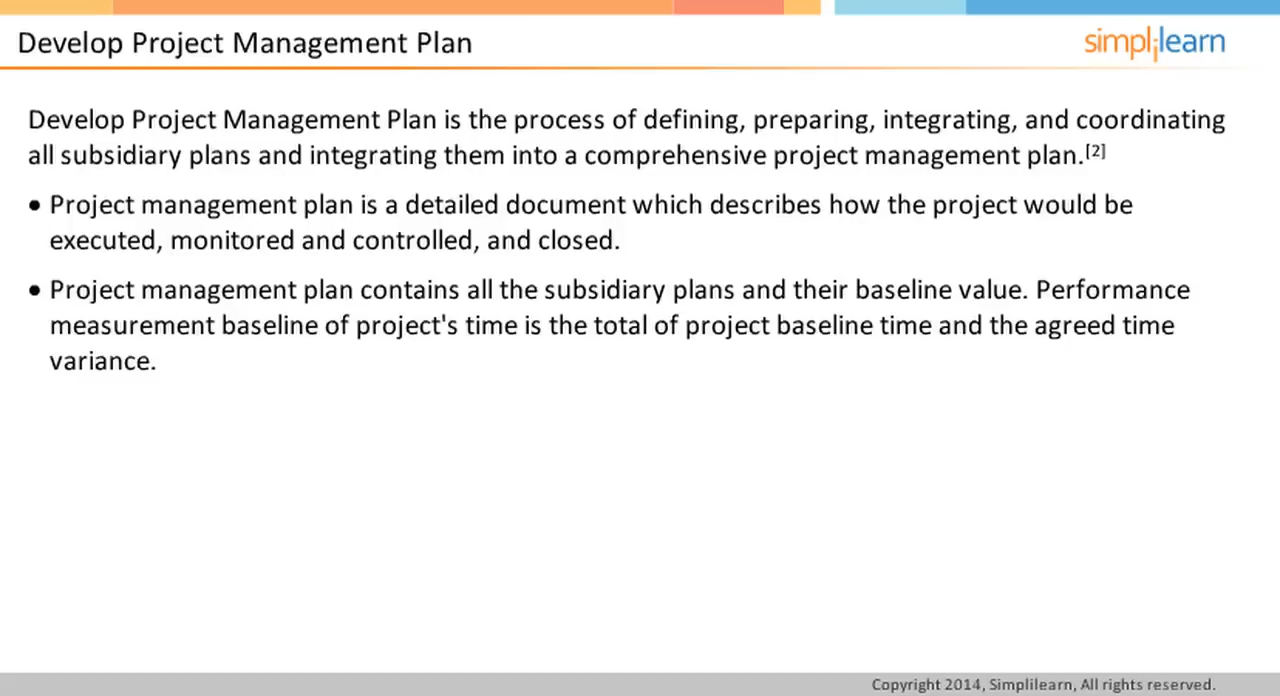 Develop Project Management Plan
simplilearn
Develop Project Management Plan is the process of defining, preparing, integrating, and coordinating
all subsidiary plans and integrating them into a comprehensive project management plan.[2]
• Project management plan is a detailed document which describes how the project would be
executed, monitored and controlled, and closed.
• Project management plan contains all the subsidiary plans and their baseline value. Performance
measurement baseline of project's time is the total of project baseline time and the agreed time
variance.
Copyright 2014, Simplilearn, All rights reserved.